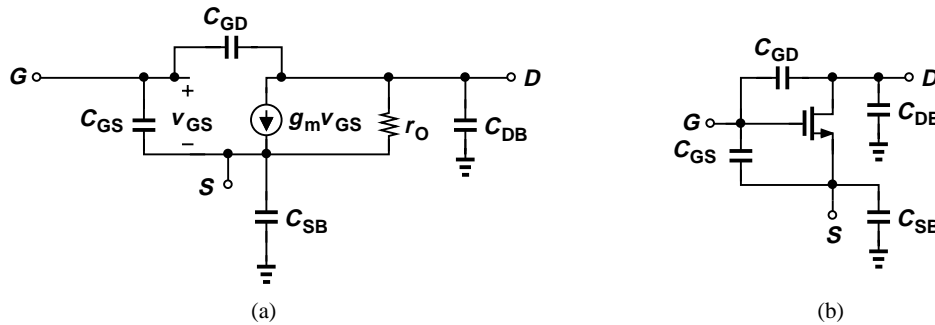 C_GD
G
D
+
C_GS
v_GS
−
g_m v_GS
r_O
C_DB
S
C_SB
(a)
C_GD
D
G
C_DB
C_GS
S
C_SB
(b)